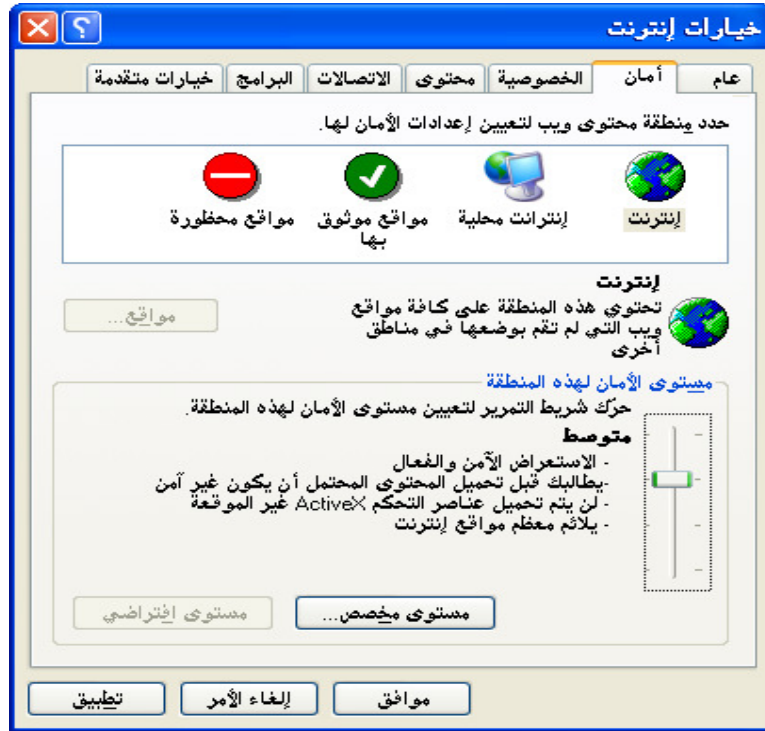 خيارات إنترنت
عام
أمان
الخصوصية
محتوى
الاتصالات
البرامج
خيارات متقدمة
حدد منطقة محتوى ويب لتعيين إعدادات الأمان لها.
إنترنت
إنترانت محلية
مواقع موثوق
بها
مواقع محظورة
إنترنت
تحتوي هذه المنطقة على كافة مواقع
ويب التي لم تقم بوضعها في مناطق
أخرى
مواقع...
مستوى الأمان لهذه المنطقة
حرّك شريط التمرير لتعيين مستوى الأمان لهذه المنطقة.
متوسط
- الاستعراض الآمن والفعال
-يطالبك قبل تحميل المحتوى المحتمل أن يكون غير آمن
- لن يتم تحميل عناصر التحكم ActiveX غير الموقعة
- يلائم معظم مواقع إنترنت
مستوى مخصص...
مستوى افتراضي
موافق
إلغاء الأمر
تطبيق